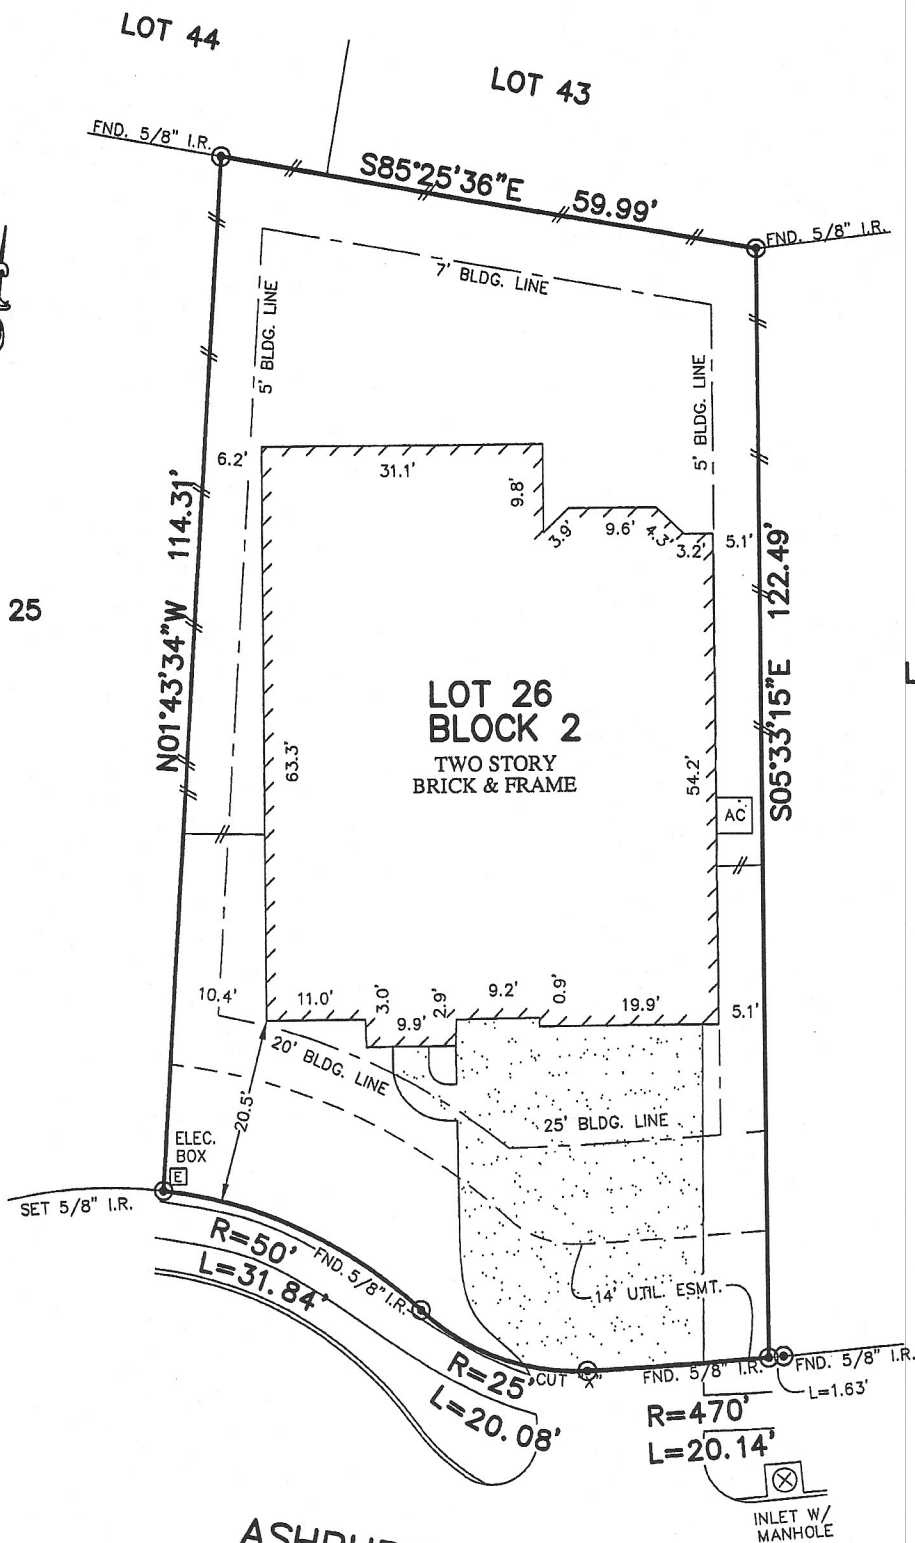 LOT 44
LOT 43
FND. 5/8" I.R.
S85°25'36"E 59.99'
FND. 5/8" I.R.
7' BLDG. LINE
5' BLDG. LINE
5' BLDG. LINE
6.2'
31.1'
9.8'
3.9'
9.6'
4.3'
3.2'
5.1'
N01°43'34"W 114.31'
S05°33'15"E 122.49'
25
LOT 26
BLOCK 2
TWO STORY
BRICK & FRAME
63.3'
54.2'
AC
10.4'
11.0'
3.0'
9.9'
2.9'
9.2'
0.9'
19.9'
5.1'
20' BLDG. LINE
25' BLDG. LINE
20.5'
ELEC.
BOX
E
SET 5/8" I.R.
R=50'
L=31.84'
FND. 5/8" I.R.
14' UTIL. ESMT.
R=25'
L=20.08'
CUT "X"
FND. 5/8" I.R.
FND. 5/8" I.R.
L=1.63'
R=470'
L=20.14'
INLET W/
MANHOLE